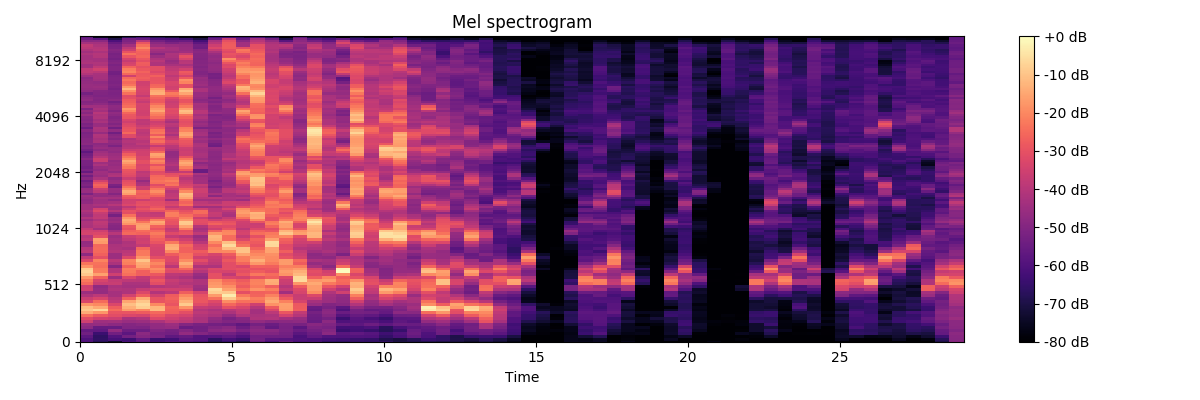 Mel spectrogram
Hz
8192
4096
2048
1024
512
0
0 5 10 15 20 25
Time
+0 dB
-10 dB
-20 dB
-30 dB
-40 dB
-50 dB
-60 dB
-70 dB
-80 dB